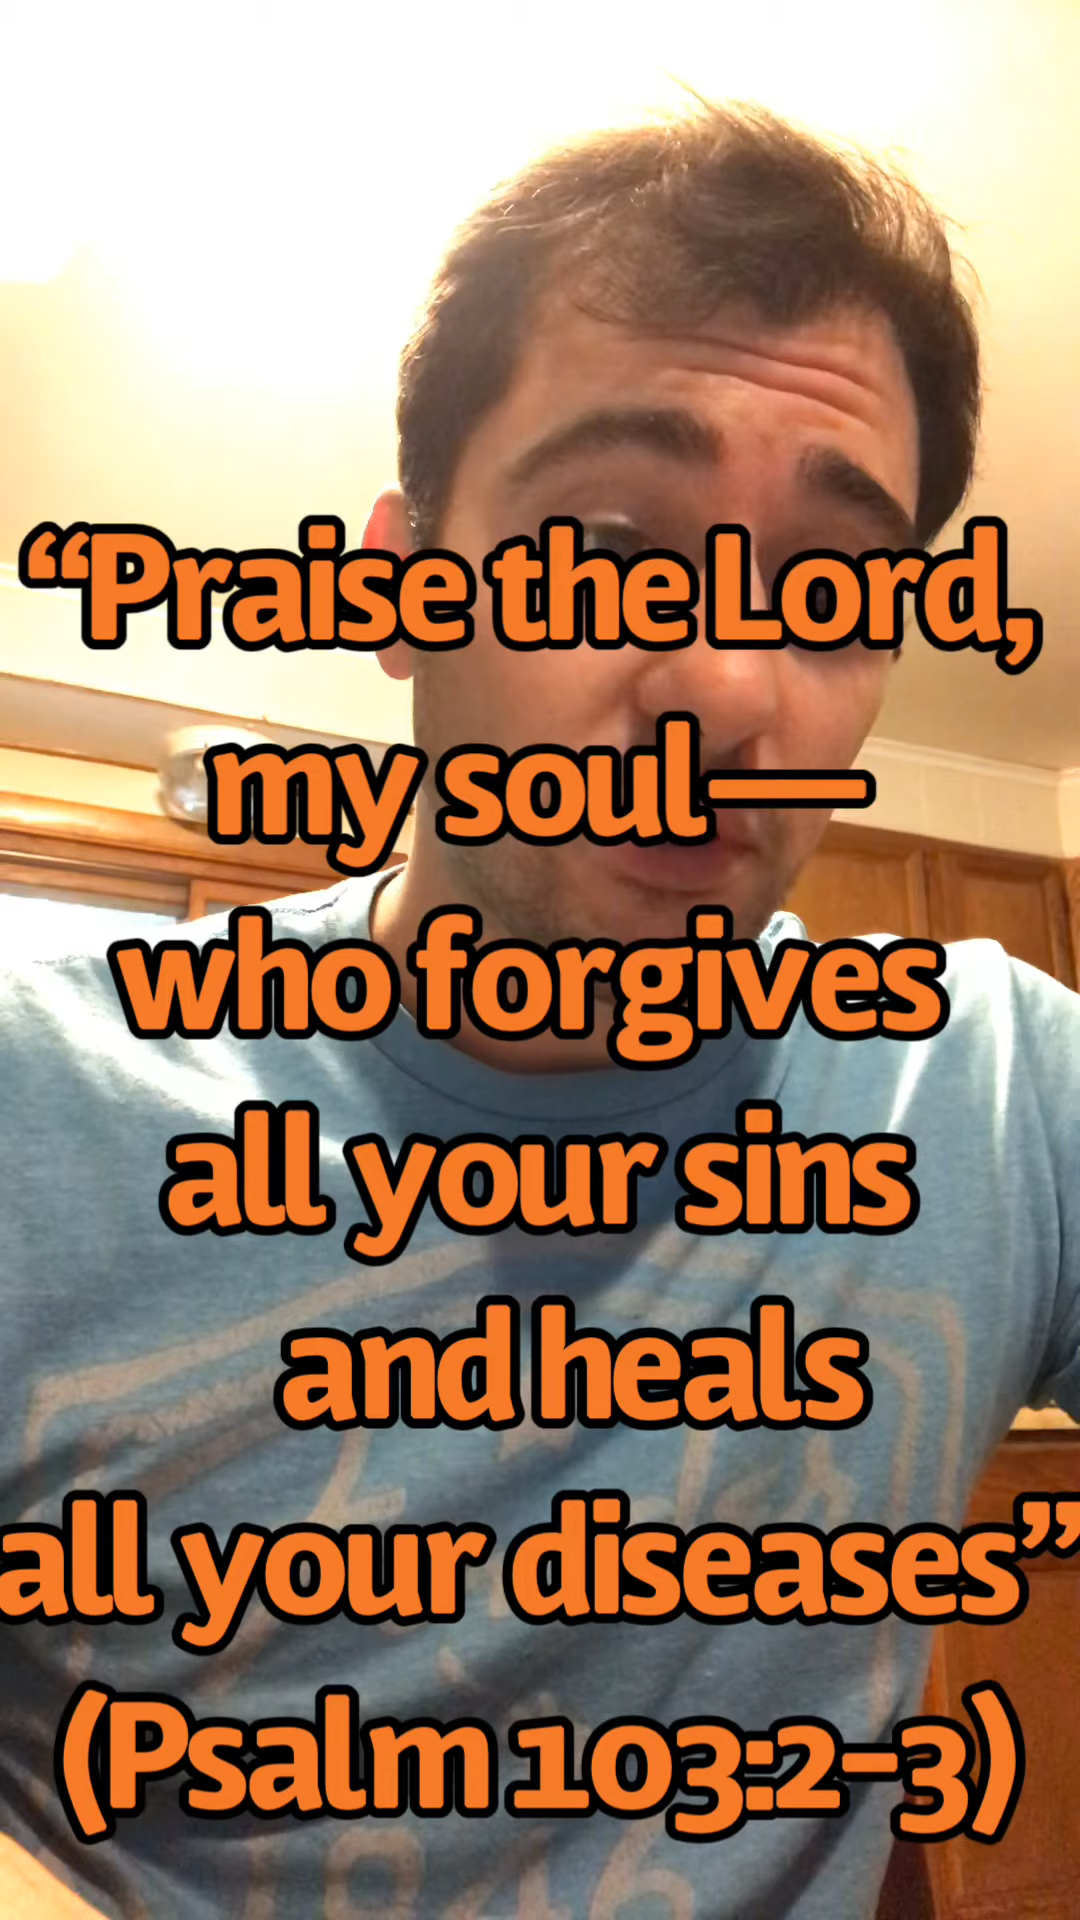 “Praise the Lord,
my soul—
who forgives
all your sins
and heals
all your diseases”
(Psalm 103:2-3)
1946